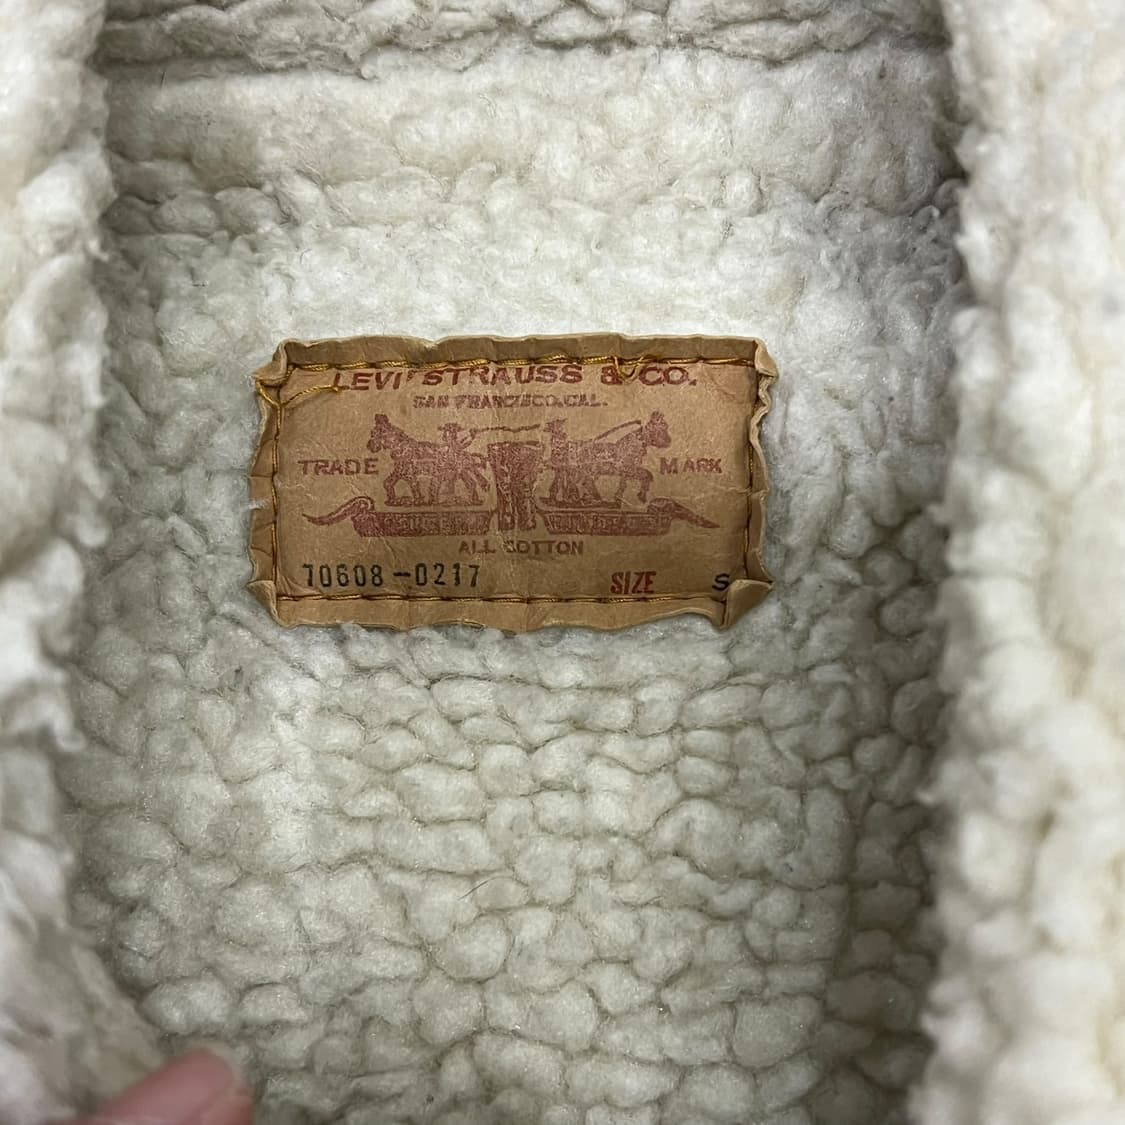 LEVI STRAUSS & CO.
SAN FRANCISCO, CAL.
TRADE MARK
ALL COTTON
70608-0217 SIZE S